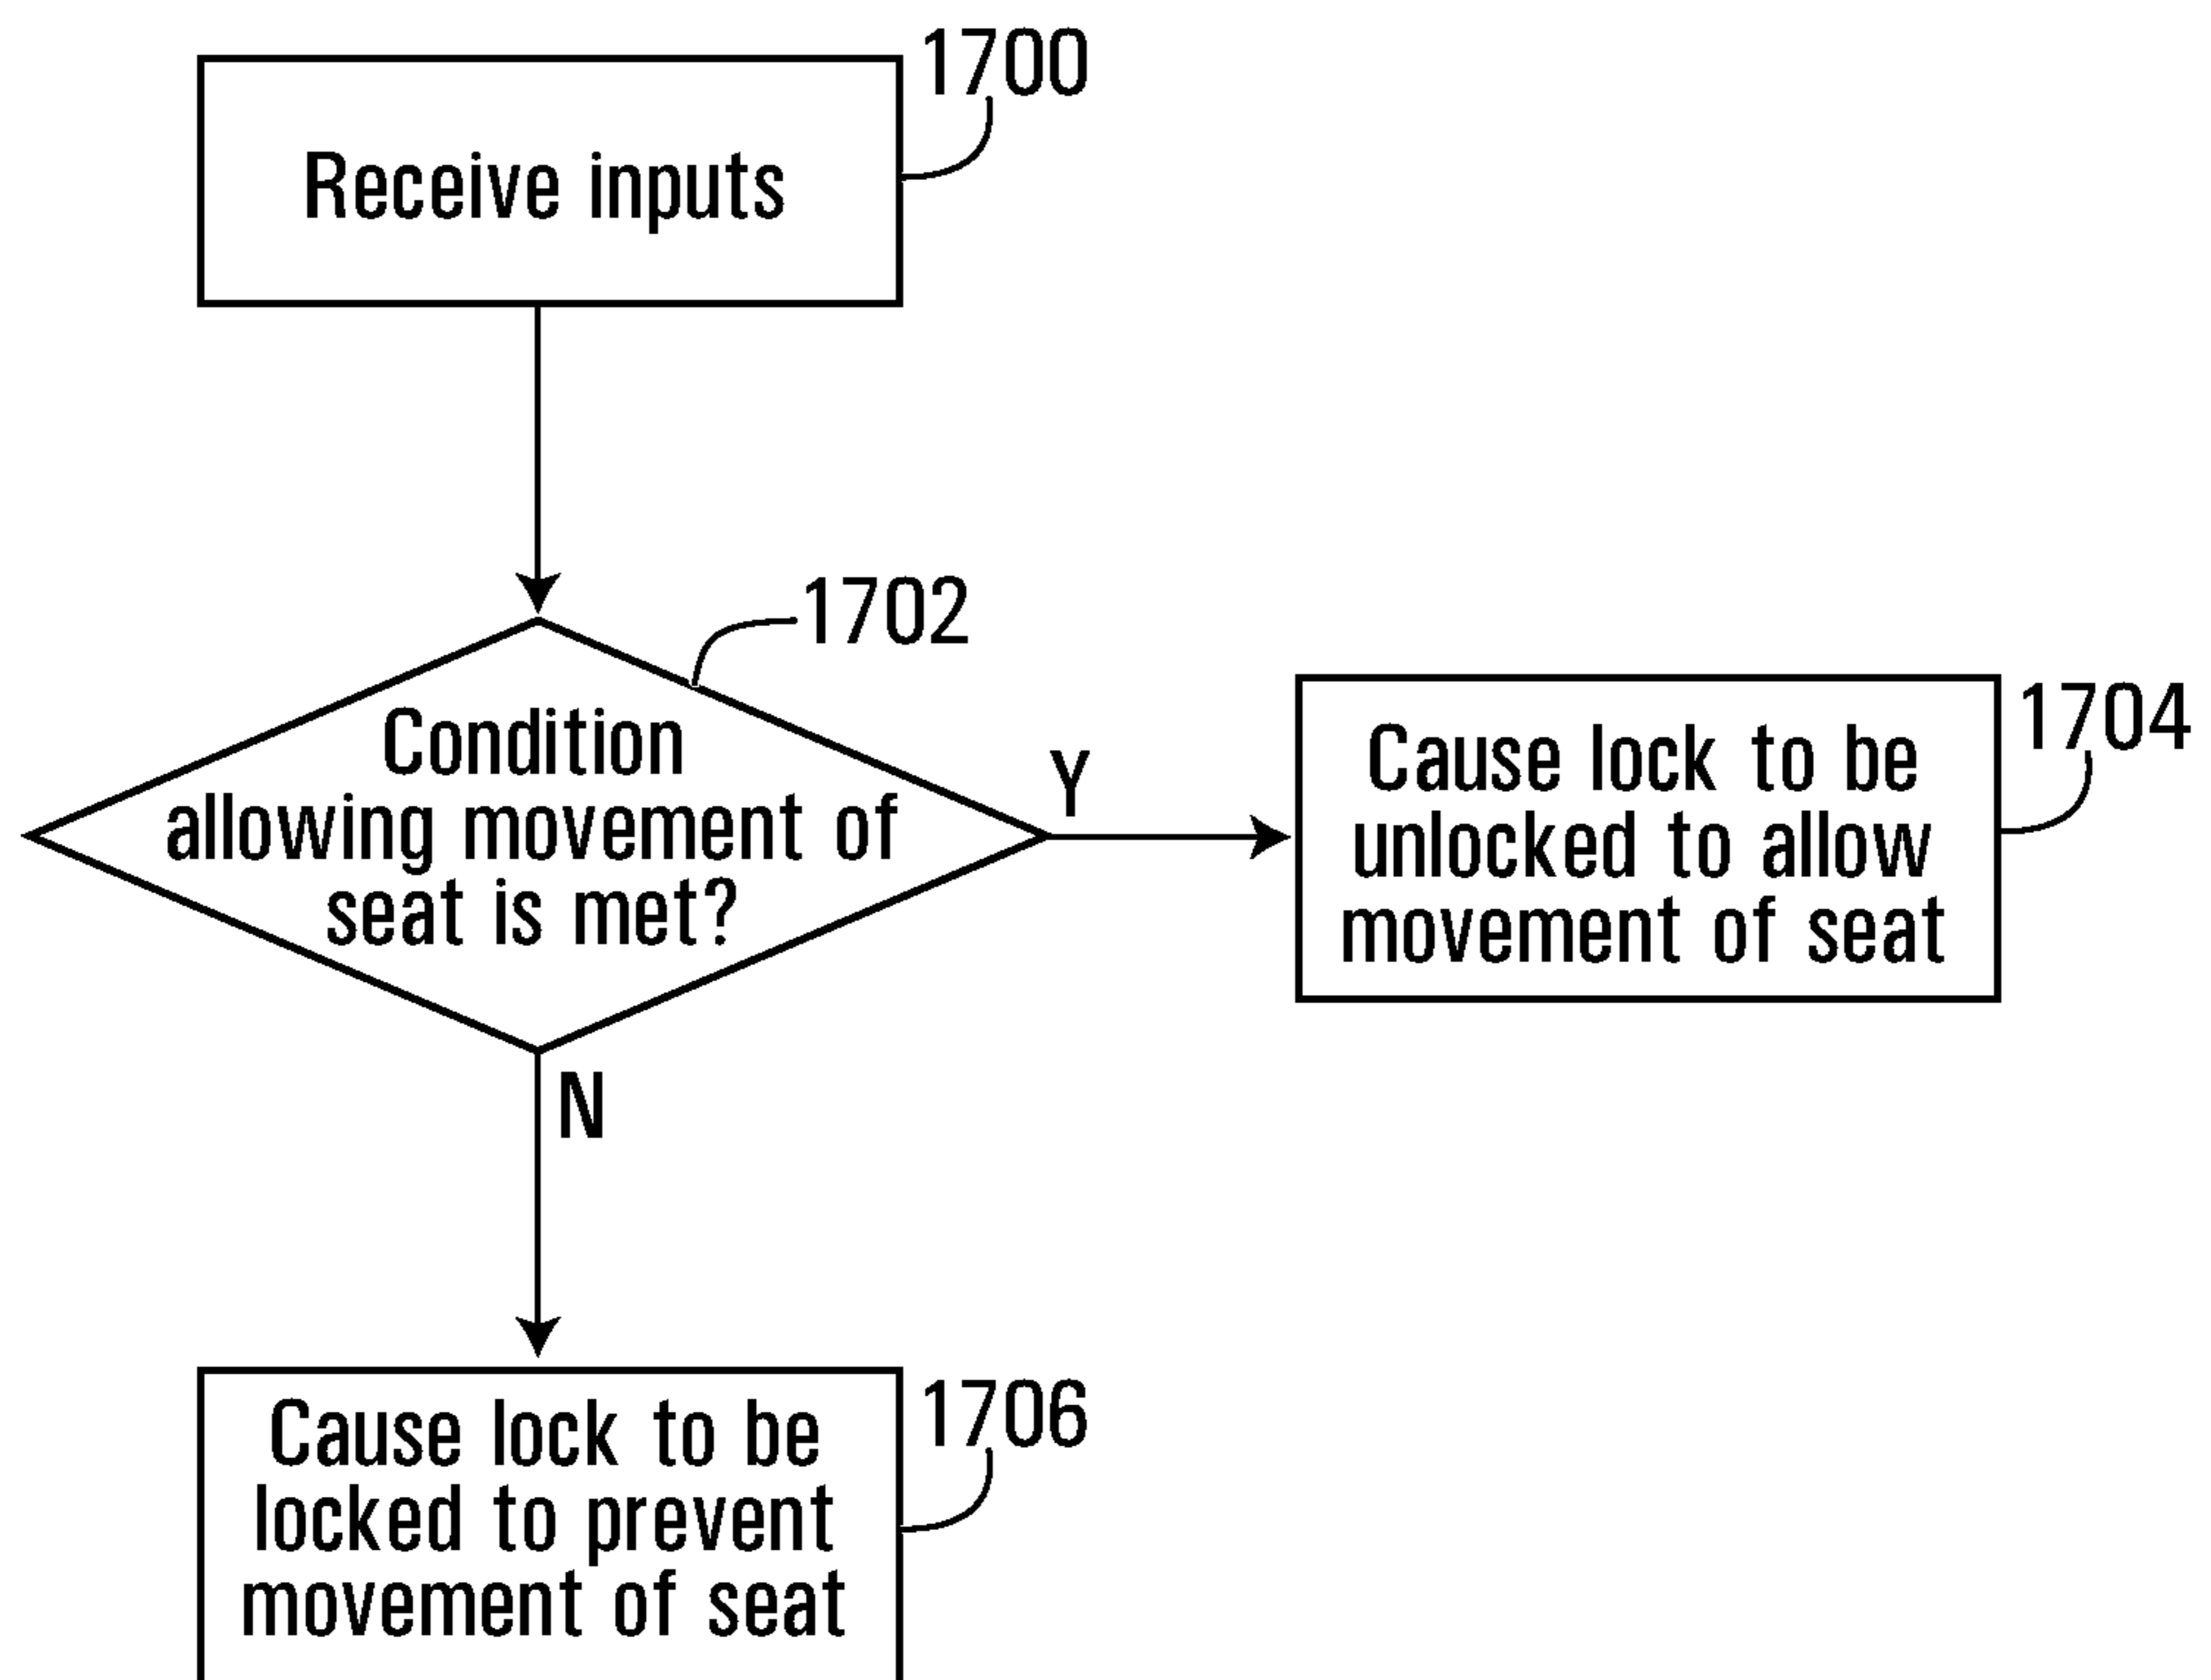 1700
Receive inputs
1702
Condition
allowing movement of
seat is met?
Y
Cause lock to be
unlocked to allow
movement of seat
1704
N
Cause lock to be
locked to prevent
movement of seat
1706